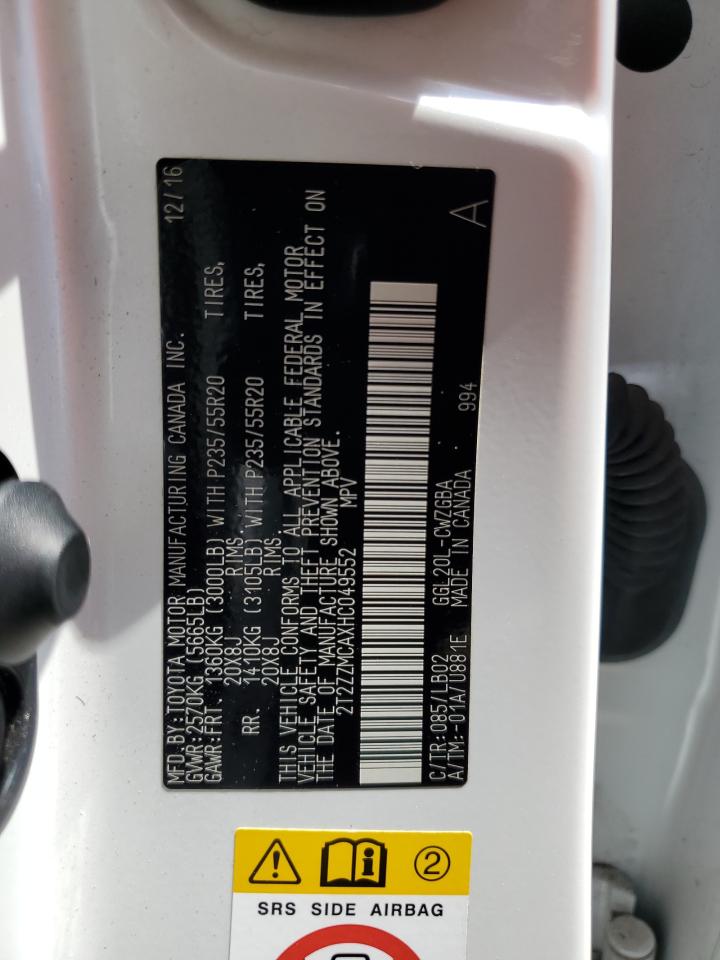 MFD.BY:TOYOTA MOTOR MANUFACTURING CANADA INC. 12/16
GVWR:2570KG (5665LB)
GAWR:FRT. 1360KG (3000LB) WITH P235/55R20 TIRES,
20X8J RIMS,
RR. 1410KG (3105LB) WITH P235/55R20 TIRES,
20X8J RIMS.
THIS VEHICLE CONFORMS TO ALL APPLICABLE FEDERAL MOTOR
VEHICLE SAFETY AND THEFT PREVENTION STANDARDS IN EFFECT ON
THE DATE OF MANUFACTURE SHOWN ABOVE.
2T2ZZMCAXHC049552 MPV
C/TR:085/LB02 GGL20L-CWZGBA
A/TM:-01A/U881E MADE IN CANADA 994 A
2
SRS SIDE AIRBAG